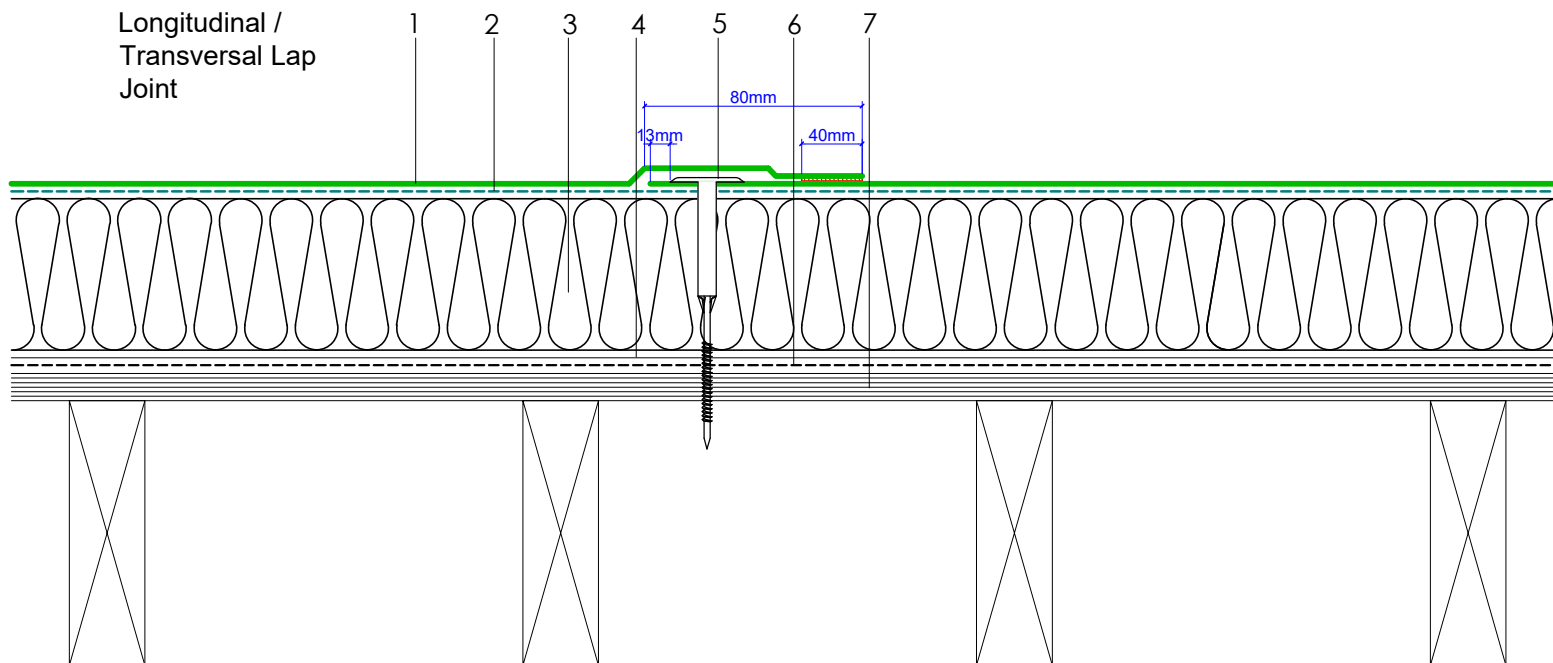 Longitudinal /
Transversal Lap
Joint
1 2 3 4 5 6 7
80mm
13mm 40mm